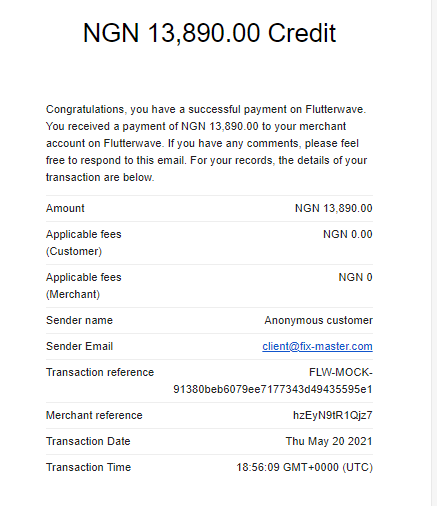 NGN 13,890.00 Credit
Congratulations, you have a successful payment on Flutterwave.
You received a payment of NGN 13,890.00 to your merchant
account on Flutterwave. If you have any comments, please feel
free to respond to this email. For your records, the details of your
transaction are below.
Amount NGN 13,890.00
Applicable fees NGN 0.00
(Customer)
Applicable fees NGN 0
(Merchant)
Sender name Anonymous customer
Sender Email client@fix-master.com
Transaction reference FLW-MOCK-
91380beb6079ee7177343d49435595e1
Merchant reference hzEyN9tR1Qjz7
Transaction Date Thu May 20 2021
Transaction Time 18:56:09 GMT+0000 (UTC)